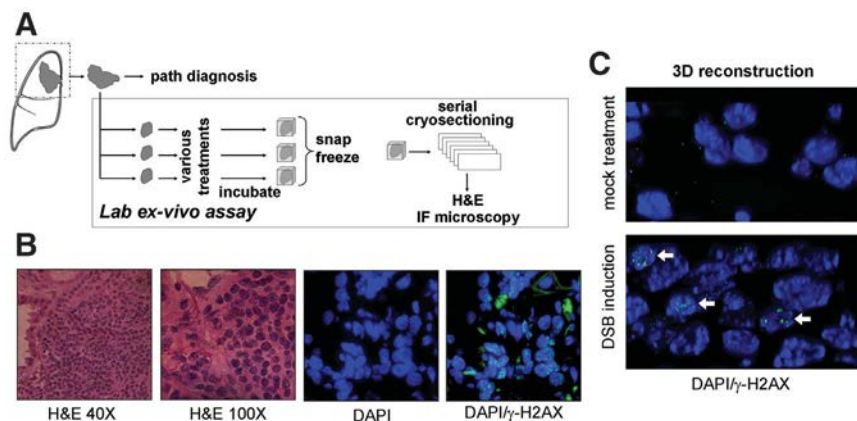 A
path diagnosis
various
treatments
incubate
snap
freeze
serial
cryosectioning
H&E
IF microscopy
Lab ex-vivo assay
B
H&E 40X
H&E 100X
DAPI
DAPI/γ-H2AX
C
3D reconstruction
mock treatment
DSB induction
DAPI/γ-H2AX